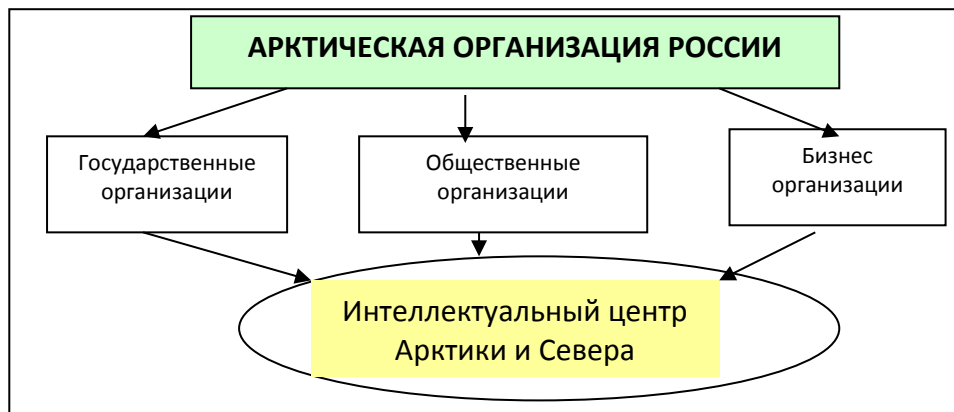 АРКТИЧЕСКАЯ ОРГАНИЗАЦИЯ РОССИИ
Государственные
организации
Общественные
организации
Бизнес
организации
Интеллектуальный центр
Арктики и Севера